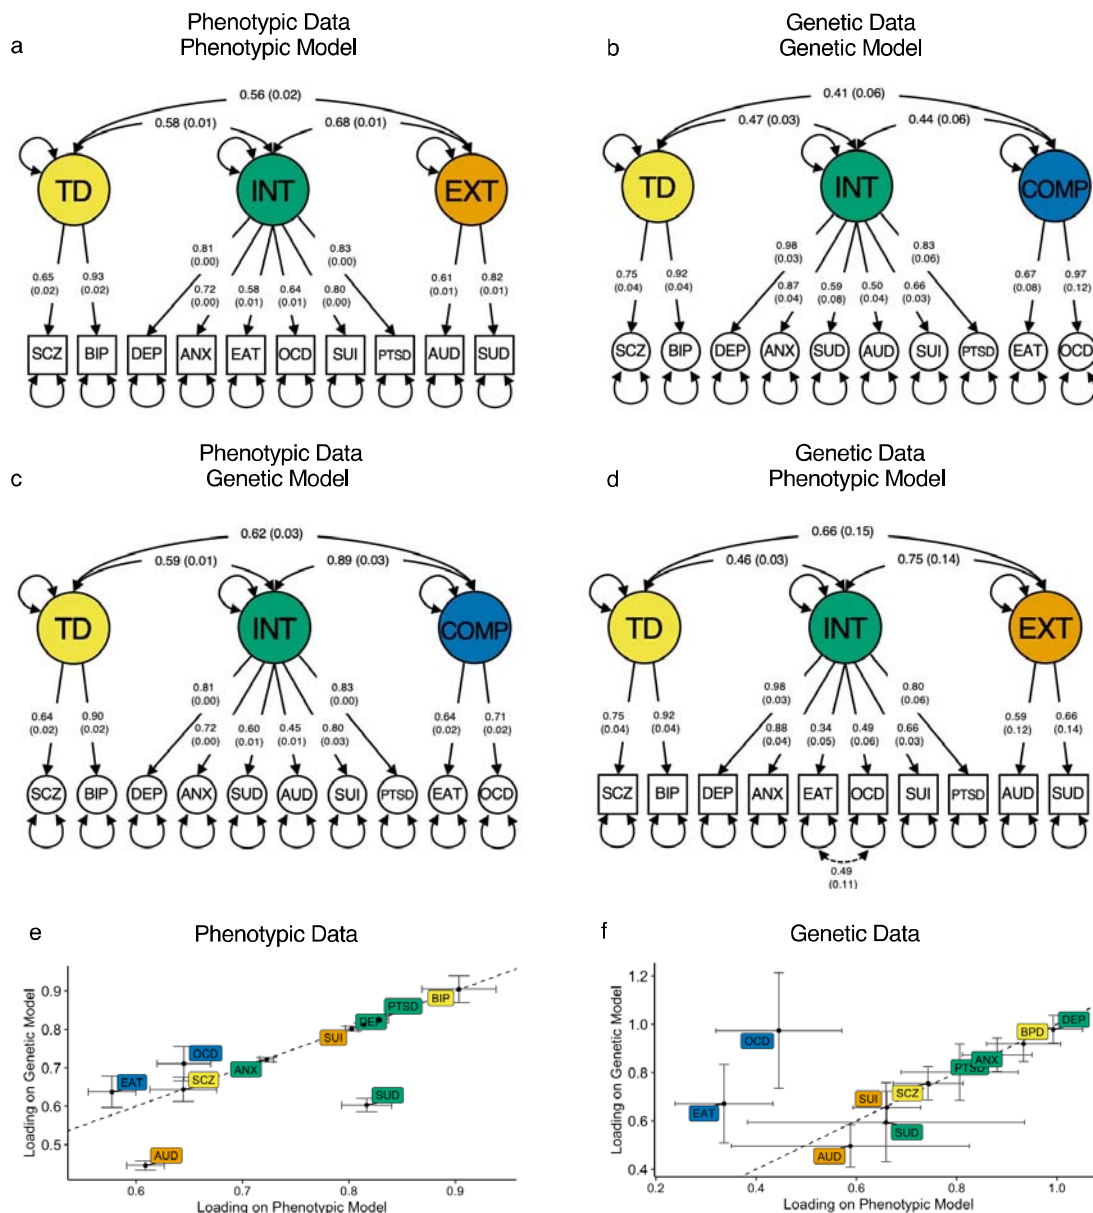 Phenotypic Data
Phenotypic Model
a
0.56 (0.02)
0.58 (0.01)
0.68 (0.01)
TD
INT
EXT
0.65
(0.02)
0.93
(0.02)
0.81
(0.00)
0.72
(0.00)
0.58
(0.01)
0.64
(0.01)
0.80
(0.00)
0.83
(0.00)
0.61
(0.01)
0.82
(0.01)
SCZ BIP DEP ANX EAT OCD SUI PTSD AUD SUD
Genetic Data
Genetic Model
b
0.41 (0.06)
0.47 (0.03)
0.44 (0.06)
TD
INT
COMP
0.75
(0.04)
0.92
(0.04)
0.98
(0.03)
0.87
(0.04)
0.59
(0.08)
0.50
(0.04)
0.66
(0.03)
0.83
(0.06)
0.67
(0.08)
0.97
(0.12)
SCZ BIP DEP ANX SUD AUD SUI PTSD EAT OCD
Phenotypic Data
Genetic Model
c
0.62 (0.03)
0.59 (0.01)
0.89 (0.03)
TD
INT
COMP
0.64
(0.02)
0.90
(0.02)
0.81
(0.00)
0.72
(0.00)
0.60
(0.01)
0.45
(0.01)
0.80
(0.03)
0.83
(0.00)
0.64
(0.02)
0.71
(0.02)
SCZ BIP DEP ANX SUD AUD SUI PTSD EAT OCD
Genetic Data
Phenotypic Model
d
0.66 (0.15)
0.46 (0.03)
0.75 (0.14)
TD
INT
EXT
0.75
(0.04)
0.92
(0.04)
0.98
(0.03)
0.88
(0.04)
0.34
(0.05)
0.49
(0.06)
0.66
(0.03)
0.80
(0.06)
0.59
(0.12)
0.66
(0.14)
SCZ BIP DEP ANX EAT OCD SUI PTSD AUD SUD
0.49
(0.11)
e
Phenotypic Data
Loading on Genetic Model
0.9
0.8
0.7
0.6
0.5
BIP
PTSD
DEP
SUI
OCD
ANX
SCZ
EAT
SUD
AUD
0.6 0.7 0.8 0.9
Loading on Phenotypic Model
f
Genetic Data
Loading on Genetic Model
1.2
1.0
0.8
0.6
0.4
DEP
BPD
OCD
ANX
PTSD
SCZ
SUI
EAT
SUD
AUD
0.2 0.4 0.6 0.8 1.0
Loading on Phenotypic Model